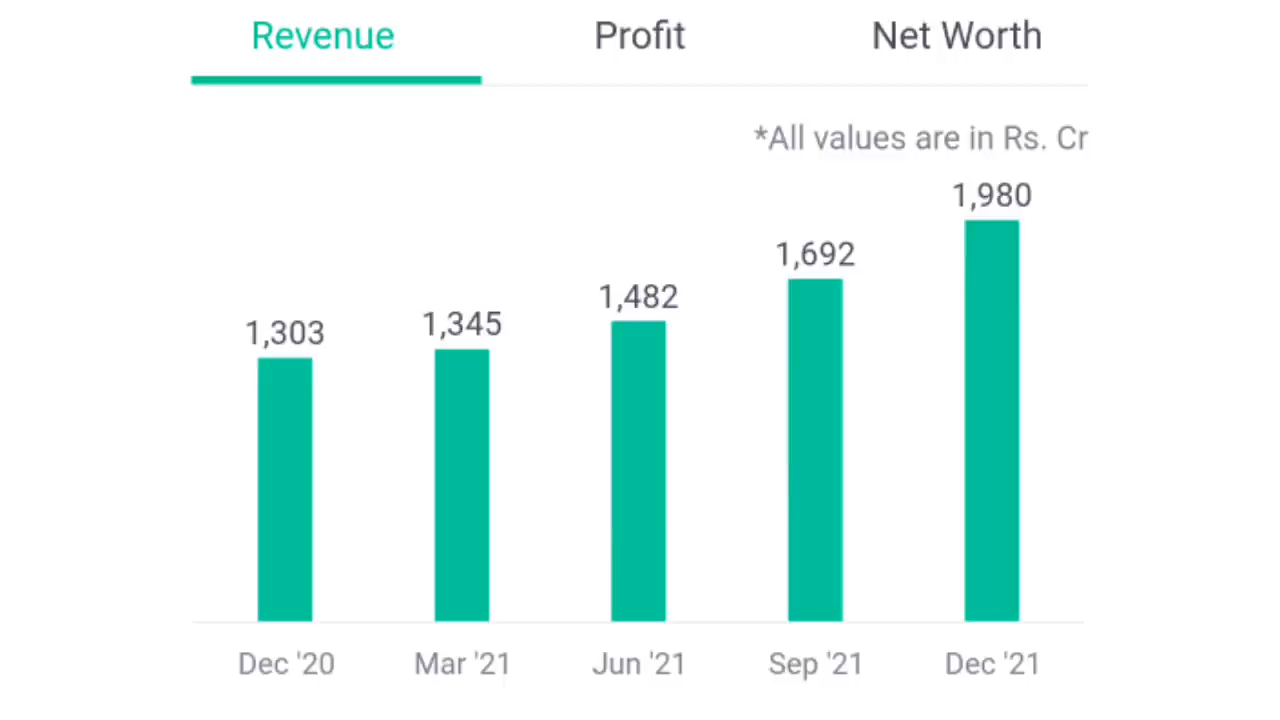 Revenue Profit Net Worth
*All values are in Rs. Cr
1,303 1,345 1,482 1,692 1,980
Dec '20 Mar '21 Jun '21 Sep '21 Dec '21